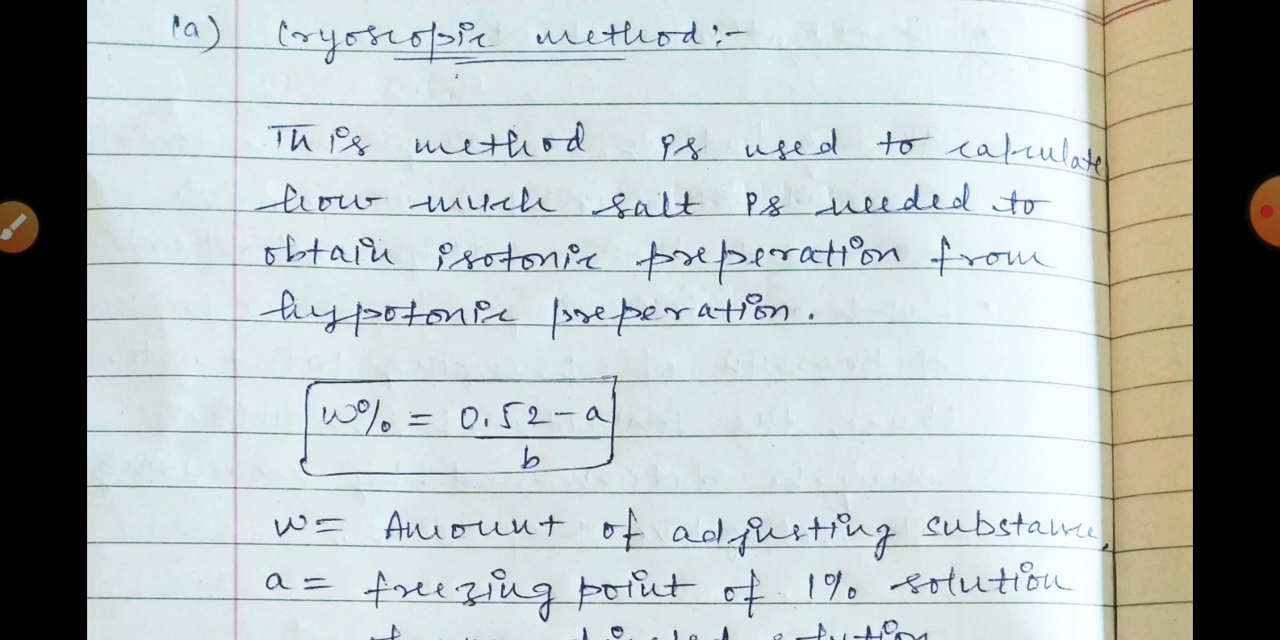 (a) Cryoscopic method:-
This method is used to calculate
how much salt is needed to
obtain isotonic preperation from
hypotonic preperation.
w% = 0.52 - a
b
w = Amount of adjusting substance,
a = freezing point of 1% solution
solution